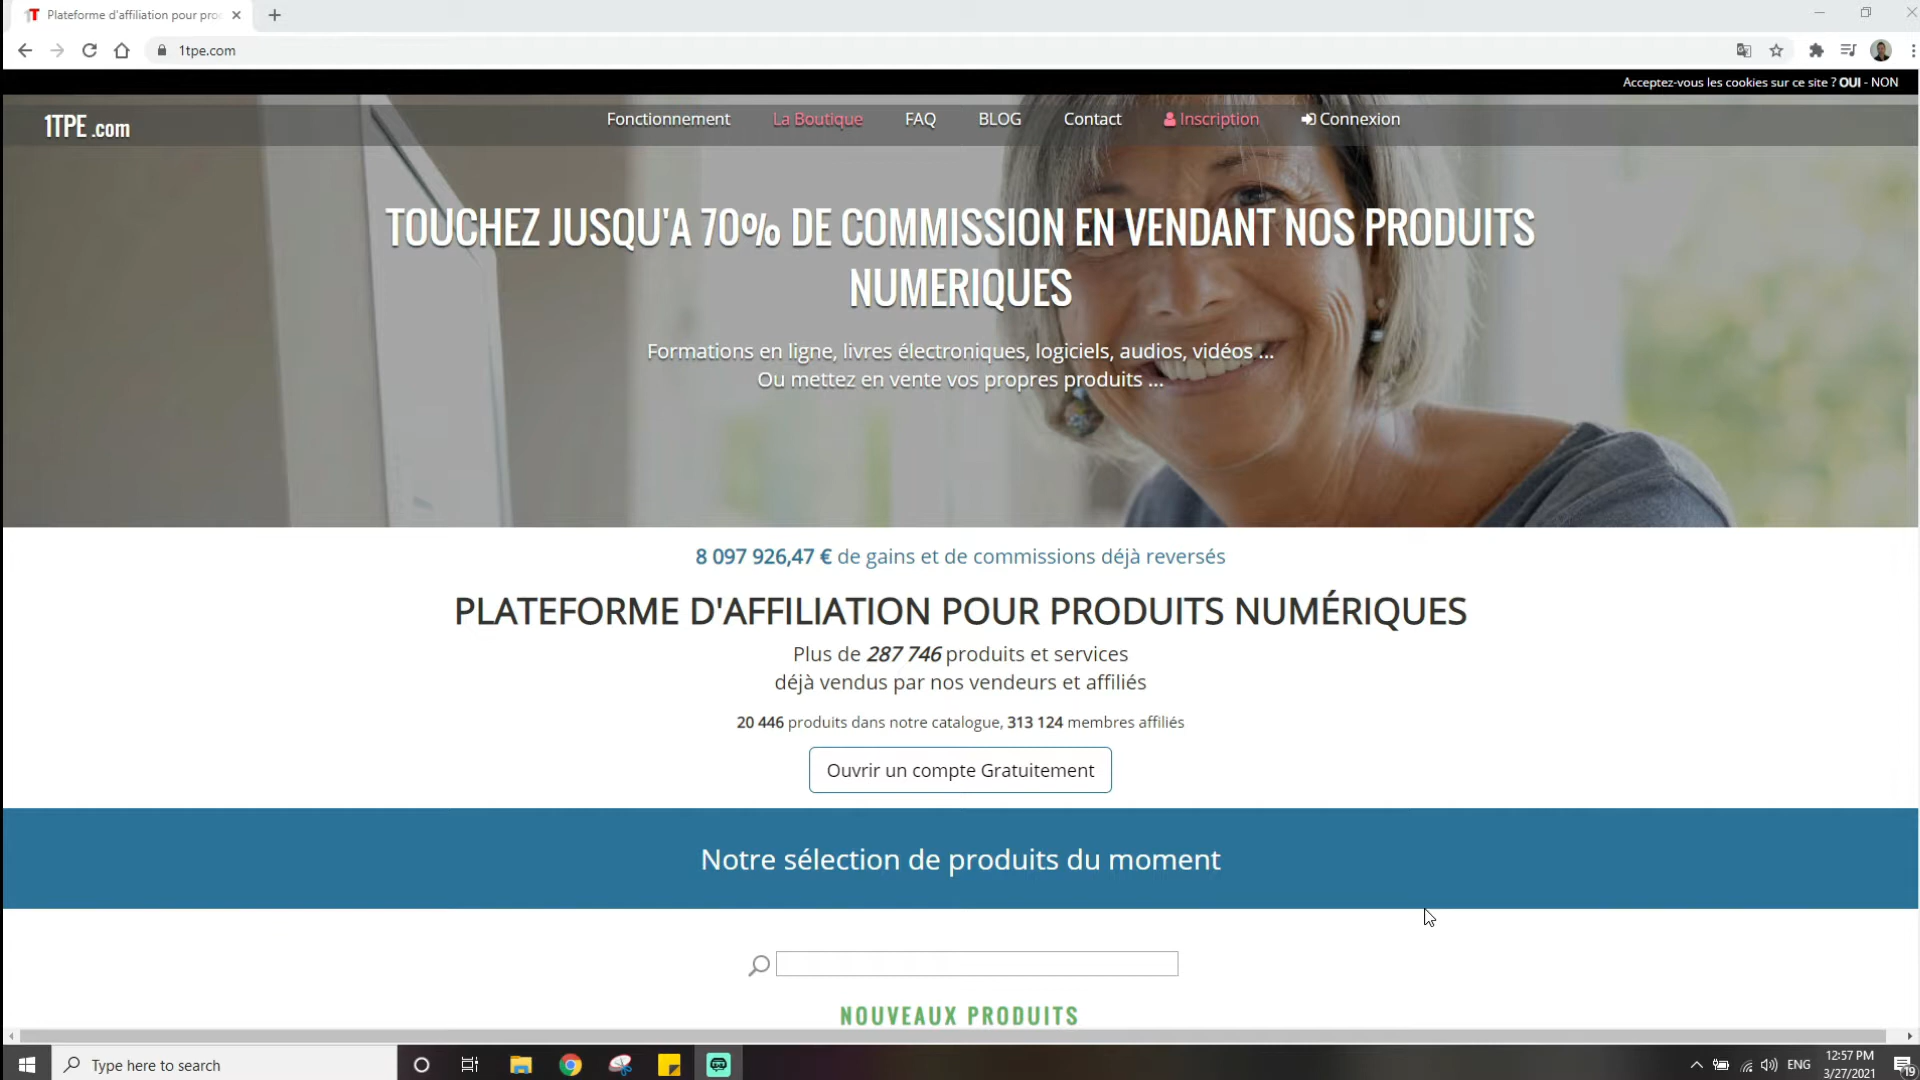 Plateforme d'affiliation pour pro
1tpe.com
Acceptez-vous les cookies sur ce site ? OUI - NON
1TPE .com
Fonctionnement
La Boutique
FAQ
BLOG
Contact
Inscription
Connexion
TOUCHEZ JUSQU'A 70% DE COMMISSION EN VENDANT NOS PRODUITS
NUMERIQUES
Formations en ligne, livres électroniques, logiciels, audios, vidéos ...
Ou mettez en vente vos propres produits ...
8 097 926,47 € de gains et de commissions déjà reversés
PLATEFORME D'AFFILIATION POUR PRODUITS NUMÉRIQUES
Plus de 287 746 produits et services
déjà vendus par nos vendeurs et affiliés
20 446 produits dans notre catalogue, 313 124 membres affiliés
Ouvrir un compte Gratuitement
Notre sélection de produits du moment
NOUVEAUX PRODUITS
Type here to search
ENG
12:57 PM
3/27/2021
19